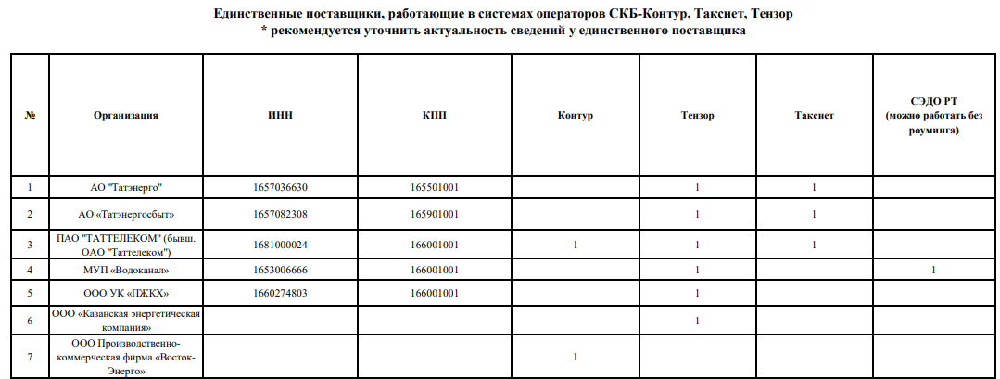 Единственные поставщики, работающие в системах операторов СКБ-Контур, Такснет, Тензор
* рекомендуется уточнить актуальность сведений у единственного поставщика
№ Организация ИНН КПП Контур Тензор Такснет СЭДО РТ
(можно работать без
роуминга)
1 АО "Татэнерго" 1657036630 165501001 1 1
2 АО «Татэнергосбыт» 1657082308 165901001 1 1
3 ПАО "ТАТТЕЛЕКОМ" (бывш.
ОАО "Таттелеком") 1681000024 166001001 1 1 1
4 МУП «Водоканал» 1653006666 166001001 1 1
5 ООО УК «ПЖКХ» 1660274803 166001001 1
6 ООО «Казанская энергетическая
компания» 1
7 ООО Производственно-
коммерческая фирма «Восток-
Энерго» 1